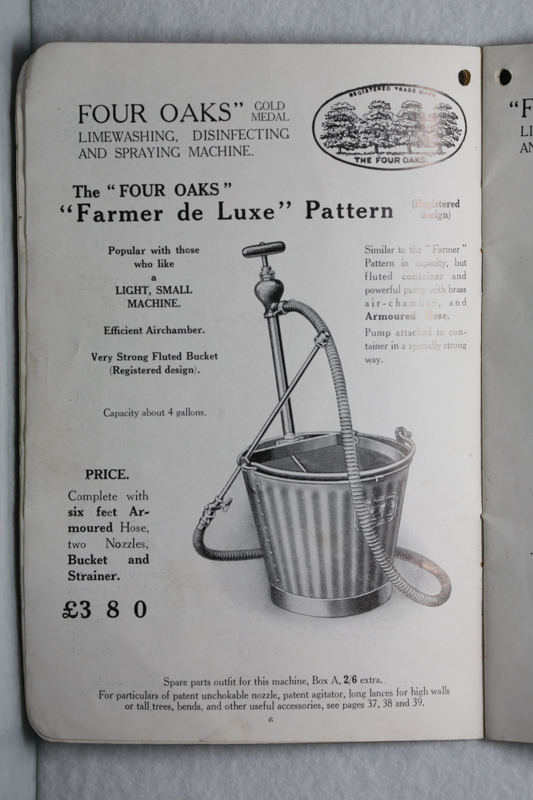 REGISTERED TRADE MARK
THE FOUR OAKS.
FOUR OAKS" GOLD MEDAL
LIMEWASHING, DISINFECTING
AND SPRAYING MACHINE.
The "FOUR OAKS"
"Farmer de Luxe" Pattern (Registered design)
Popular with those
who like
a
LIGHT, SMALL
MACHINE.
Efficient Airchamber.
Very Strong Fluted Bucket
(Registered design).
Capacity about 4 gallons.
Similar to the "Farmer"
Pattern in capacity, but
fluted container and
powerful pump with brass
air-chamber, and
Armoured Hose.
Pump attached to con-
tainer in a specially strong
way.
PRICE.
Complete with
six feet Ar-
moured Hose,
two Nozzles,
Bucket and
Strainer.
£3 8 0
Spare parts outfit for this machine, Box A, 2/6 extra.
For particulars of patent unchokable nozzle, patent agitator, long lances for high walls
or tall trees, bends, and other useful accessories, see pages 37, 38 and 39.
6
"F
LI
AN